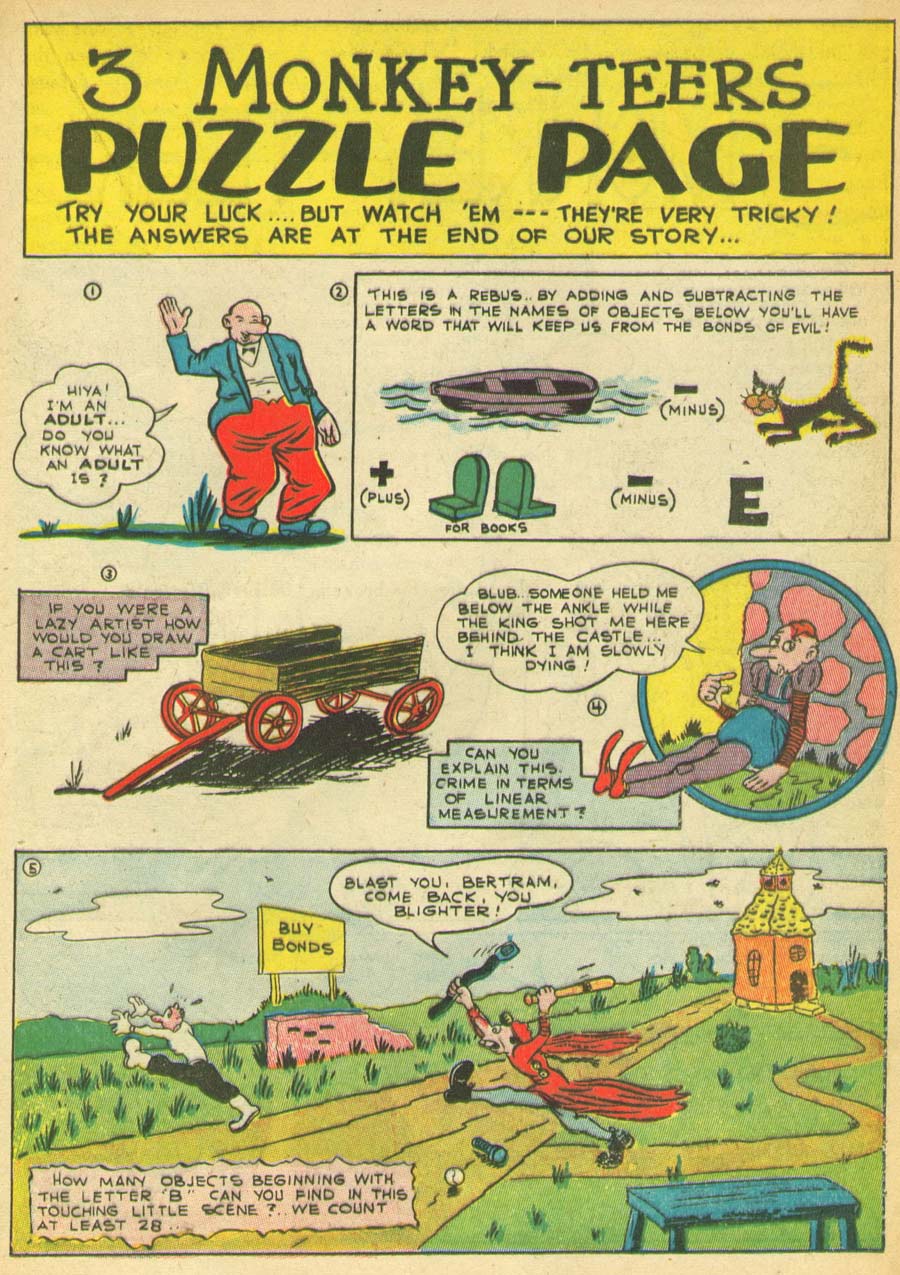 3 MONKEY-TEERS
PUZZLE PAGE
TRY YOUR LUCK....BUT WATCH 'EM --- THEY'RE VERY TRICKY!
THE ANSWERS ARE AT THE END OF OUR STORY...
1
HIYA!
I'M AN
ADULT...
DO YOU
KNOW WHAT
AN ADULT
IS?
2
THIS IS A REBUS.. BY ADDING AND SUBTRACTING THE
LETTERS IN THE NAMES OF OBJECTS BELOW YOU'LL HAVE
A WORD THAT WILL KEEP US FROM THE BONDS OF EVIL!
-
(MINUS)
+
(PLUS)
FOR BOOKS
-
(MINUS)
E
3
IF YOU WERE A
LAZY ARTIST HOW
WOULD YOU DRAW
A CART LIKE
THIS?
BLUB..SOMEONE HELD ME
BELOW THE ANKLE WHILE
THE KING SHOT ME HERE
BEHIND THE CASTLE...
I THINK I AM SLOWLY
DYING!
4
CAN YOU
EXPLAIN THIS
CRIME IN TERMS
OF LINEAR
MEASUREMENT?
5
BLAST YOU, BERTRAM,
COME BACK, YOU
BLIGHTER!
BUY
BONDS
HOW MANY OBJECTS BEGINNING WITH
THE LETTER "B" CAN YOU FIND IN THIS
TOUCHING LITTLE SCENE?..WE COUNT
AT LEAST 28...